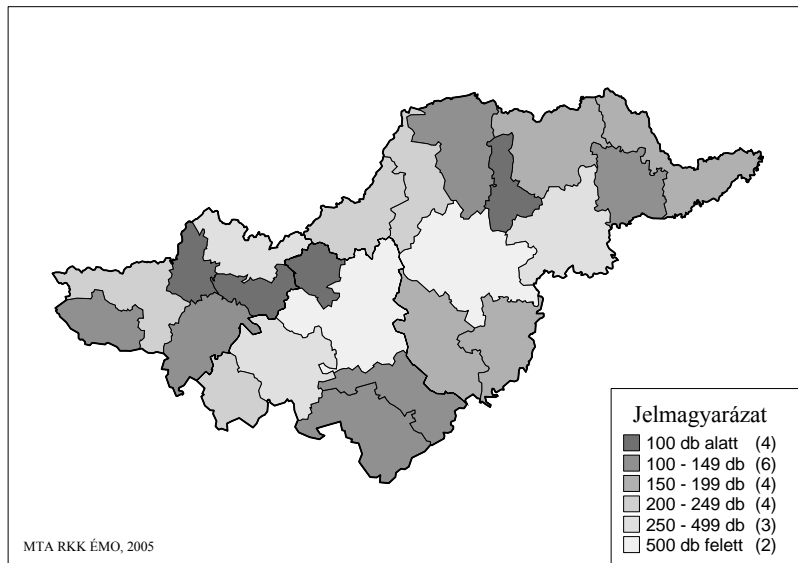 Jelmagyarázat
100 db alatt (4)
100 - 149 db (6)
150 - 199 db (4)
200 - 249 db (4)
250 - 499 db (3)
500 db felett (2)
MTA RKK ÉMO, 2005